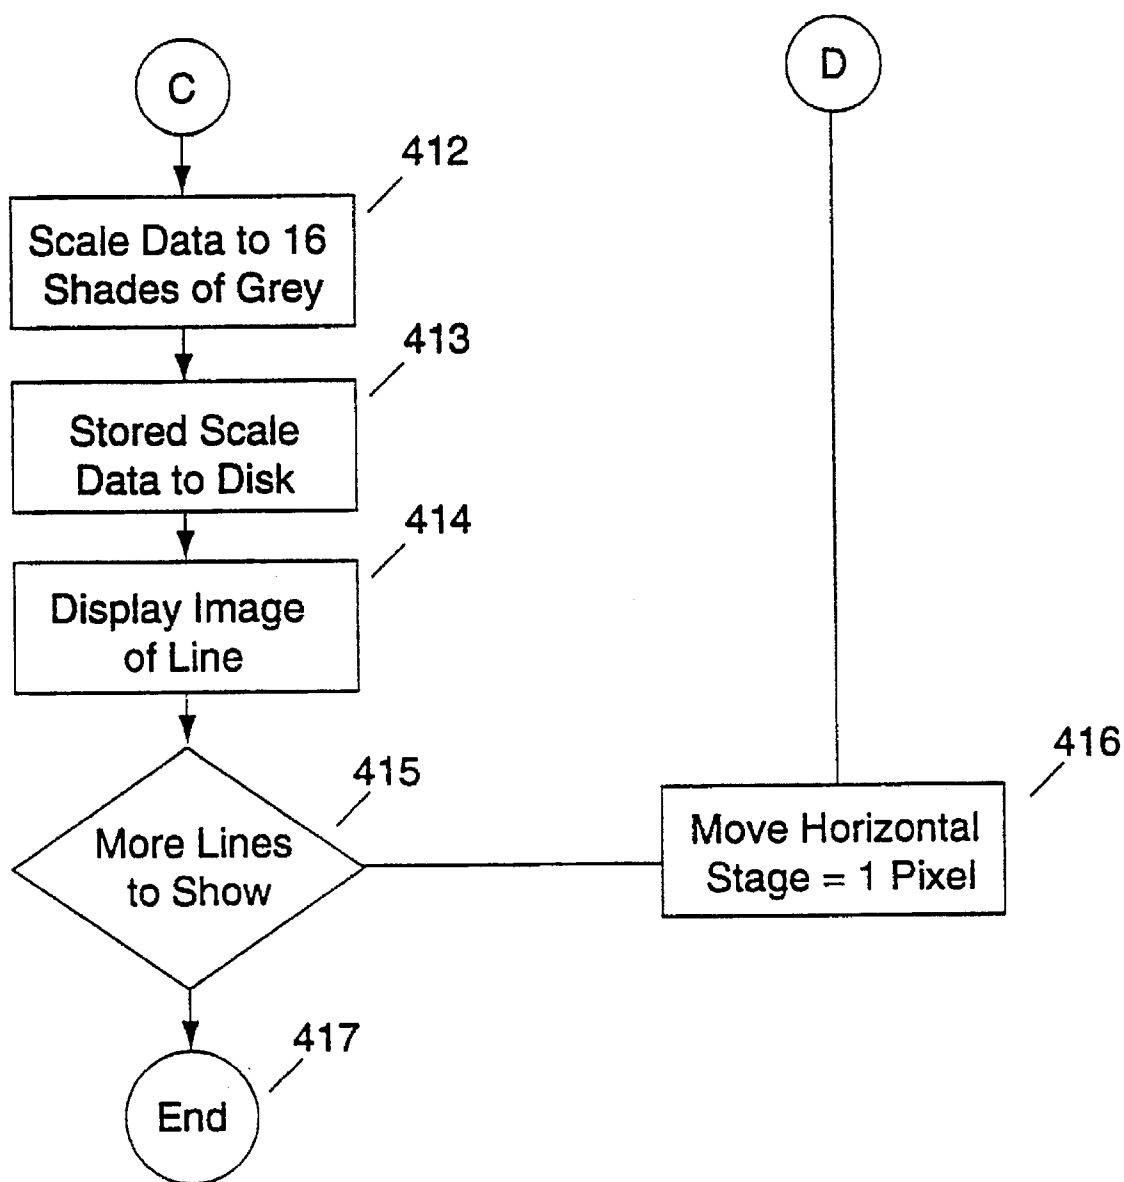 C
D
412
Scale Data to 16
Shades of Grey
413
Stored Scale
Data to Disk
414
Display Image
of Line
415
More Lines
to Show
416
Move Horizontal
Stage = 1 Pixel
417
End